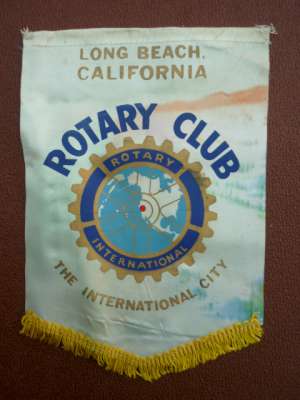 LONG BEACH,
CALIFORNIA
ROTARY CLUB
ROTARY
INTERNATIONAL
THE INTERNATIONAL CITY